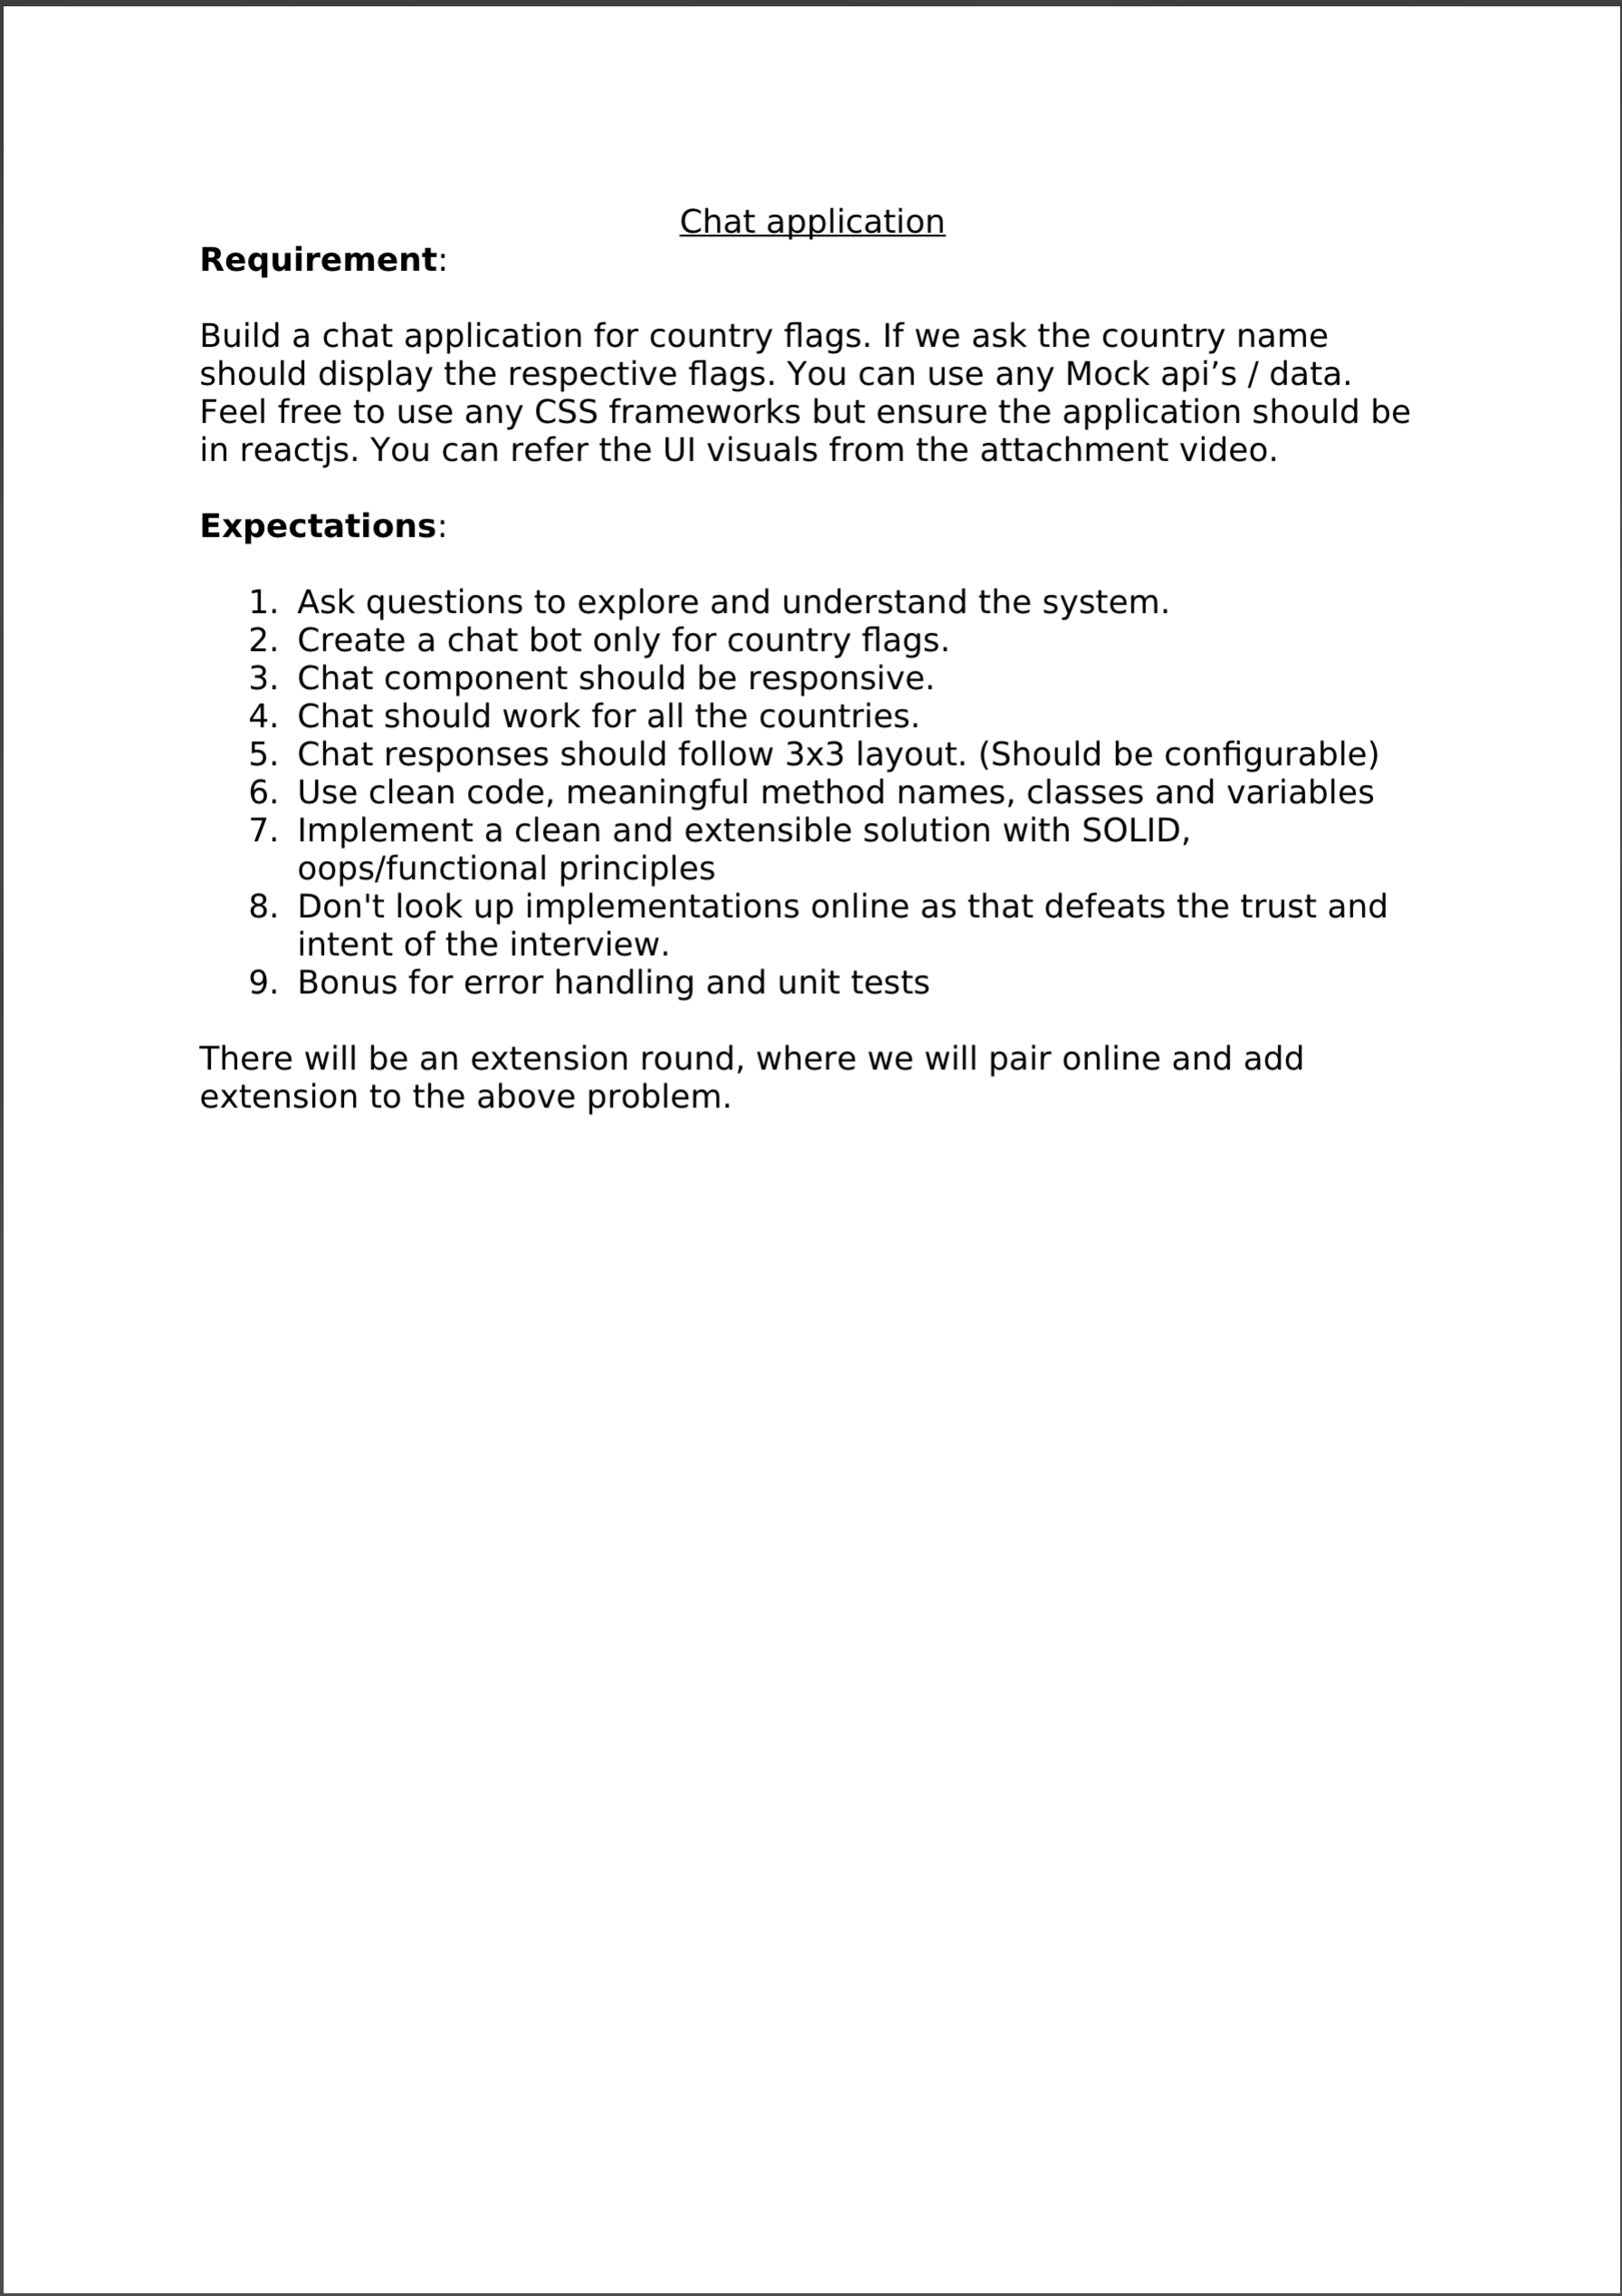 Chat application
Requirement:
Build a chat application for country flags. If we ask the country name
should display the respective flags. You can use any Mock api’s / data.
Feel free to use any CSS frameworks but ensure the application should be
in reactjs. You can refer the UI visuals from the attachment video.
Expectations:
1. Ask questions to explore and understand the system.
2. Create a chat bot only for country flags.
3. Chat component should be responsive.
4. Chat should work for all the countries.
5. Chat responses should follow 3x3 layout. (Should be configurable)
6. Use clean code, meaningful method names, classes and variables
7. Implement a clean and extensible solution with SOLID,
oops/functional principles
8. Don't look up implementations online as that defeats the trust and
intent of the interview.
9. Bonus for error handling and unit tests
There will be an extension round, where we will pair online and add
extension to the above problem.